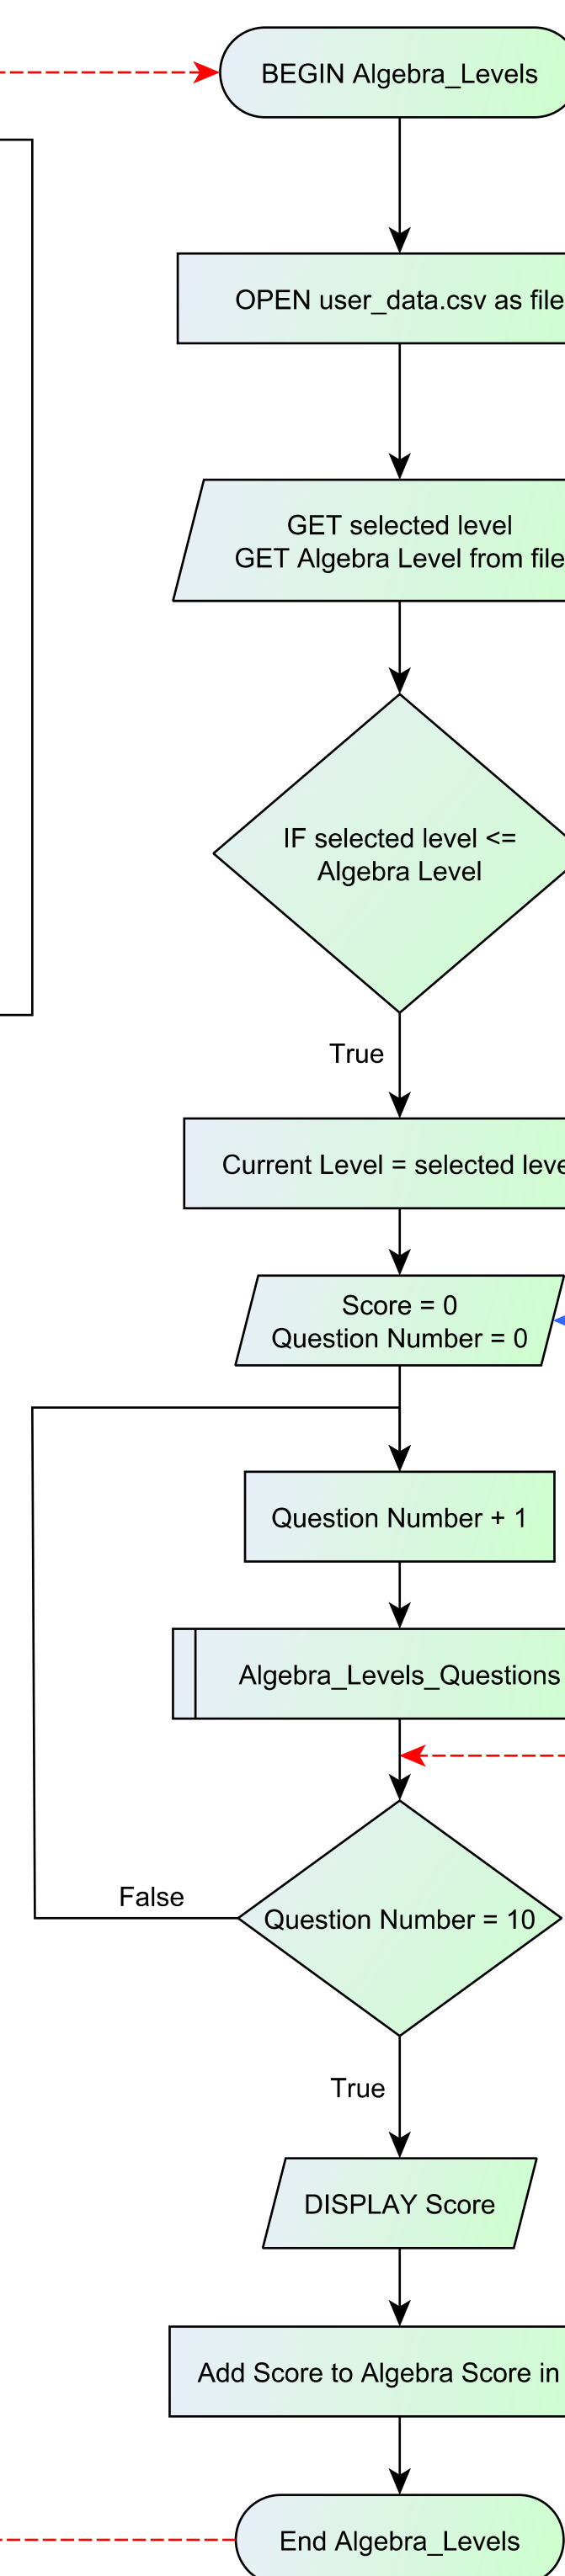 BEGIN Algebra_Levels
OPEN user_data.csv as file
GET selected level
GET Algebra Level from file
IF selected level <=
Algebra Level
True
Current Level = selected leve
Score = 0
Question Number = 0
Question Number + 1
Algebra_Levels_Questions
False
Question Number = 10
True
DISPLAY Score
Add Score to Algebra Score in
End Algebra_Levels